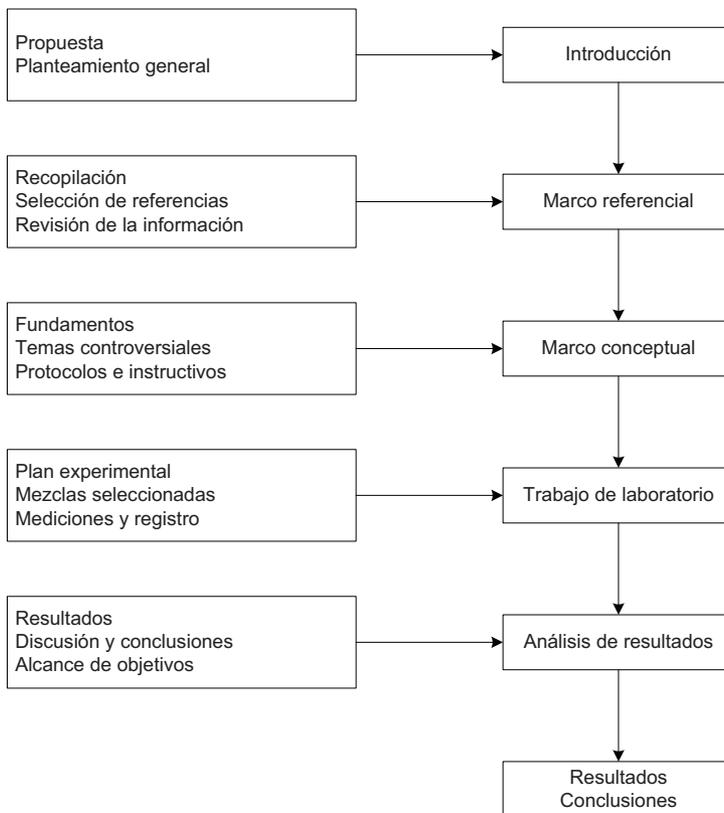 Propuesta
Planteamiento general
Introducción
Recopilación
Selección de referencias
Revisión de la información
Marco referencial
Fundamentos
Temas controversiales
Protocolos e instructivos
Marco conceptual
Plan experimental
Mezclas seleccionadas
Mediciones y registro
Trabajo de laboratorio
Resultados
Discusión y conclusiones
Alcance de objetivos
Análisis de resultados
Resultados
Conclusiones